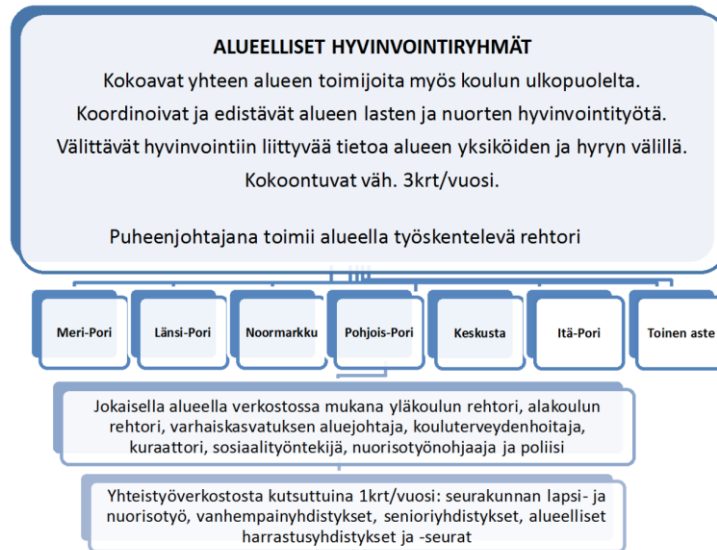 ALUEELLISET HYVINVOINTIRYHMÄT
Kokoavat yhteen alueen toimijoita myös koulun ulkopuolelta.
Koordinoivat ja edistävät alueen lasten ja nuorten hyvinvointityötä.
Välittävät hyvinvointiin liittyvää tietoa alueen yksiköiden ja hyryn välillä.
Kokoontuvat väh. 3krt/vuosi.
Puheenjohtajana toimii alueella työskentelevä rehtori
Meri-Pori
Länsi-Pori
Noormarkku
Pohjois-Pori
Keskusta
Itä-Pori
Toinen aste
Jokaisella alueella verkostossa mukana yläkoulun rehtori, alakoulun
rehtori, varhaiskasvatuksen aluejohtaja, kouluterveydenhoitaja,
kuraattori, sosiaalityöntekijä, nuorisotyönohjaaja ja poliisi
Yhteistyöverkostosta kutsuttuina 1krt/vuosi: seurakunnan lapsi- ja
nuorisotyö, vanhempainyhdistykset, senioriyhdistykset, alueelliset
harrastusyhdistykset ja -seurat